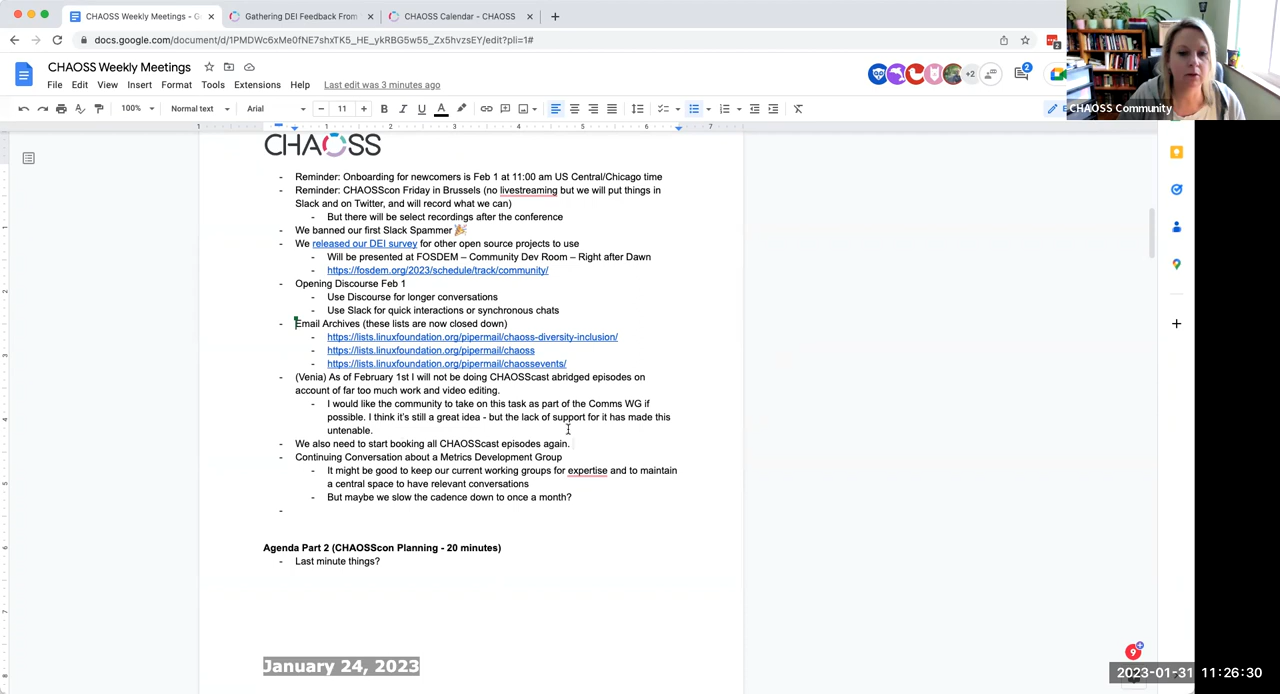 CHAOSS Weekly Meetings - G
Gathering DEI Feedback From
CHAOSS Calendar - CHAOSS
docs.google.com/document/d/1PMDWc6xMe0fNE7shxTK5_HE_ykRBG5w55_Zx5hvzsEY/edit?pli=1#
2
CHAOSS Weekly Meetings
File Edit View Insert Format Tools Extensions Help Last edit was 3 minutes ago
+2
2
100% Normal text Arial 11 B I U A
CHAOSS Community
1 1 2 3 4 5 6 7
CHAOSS
- Reminder: Onboarding for newcomers is Feb 1 at 11:00 am US Central/Chicago time
- Reminder: CHAOSScon Friday in Brussels (no livestreaming but we will put things in
Slack and on Twitter, and will record what we can)
- But there will be select recordings after the conference
- We banned our first Slack Spammer 🎉
- We released our DEI survey for other open source projects to use
- Will be presented at FOSDEM – Community Dev Room – Right after Dawn
- https://fosdem.org/2023/schedule/track/community/
- Opening Discourse Feb 1
- Use Discourse for longer conversations
- Use Slack for quick interactions or synchronous chats
- Email Archives (these lists are now closed down)
- https://lists.linuxfoundation.org/pipermail/chaoss-diversity-inclusion/
- https://lists.linuxfoundation.org/pipermail/chaoss
- https://lists.linuxfoundation.org/pipermail/chaossevents/
- (Venia) As of February 1st I will not be doing CHAOSScast abridged episodes on
account of far too much work and video editing.
- I would like the community to take on this task as part of the Comms WG if
possible. I think it's still a great idea - but the lack of support for it has made this
untenable.
- We also need to start booking all CHAOSScast episodes again.
- Continuing Conversation about a Metrics Development Group
- It might be good to keep our current working groups for expertise and to maintain
a central space to have relevant conversations
- But maybe we slow the cadence down to once a month?
-
Agenda Part 2 (CHAOSScon Planning - 20 minutes)
- Last minute things?
January 24, 2023
9
2023-01-31 11:26:30